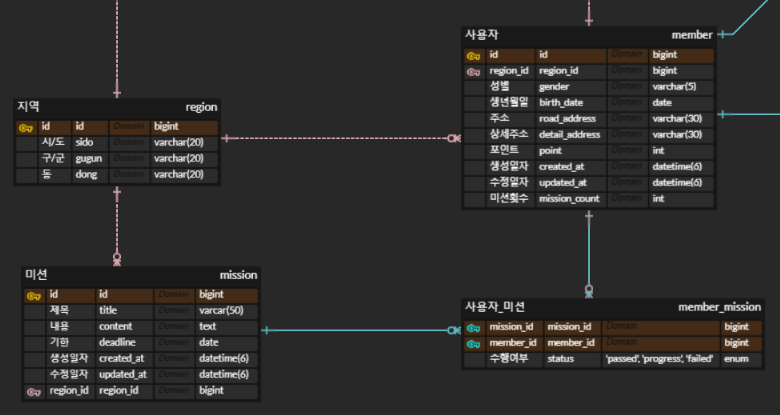 사용자 member
id id Domain bigint
region_id region_id Domain bigint
성별 gender Domain varchar(5)
생년월일 birth_date Domain date
주소 road_address Domain varchar(30)
상세주소 detail_address Domain varchar(30)
포인트 point Domain int
생성일자 created_at Domain datetime(6)
수정일자 updated_at Domain datetime(6)
미션횟수 mission_count Domain int
지역 region
id id Domain bigint
시/도 sido Domain varchar(20)
구/군 gugun Domain varchar(20)
동 dong Domain varchar(20)
미션 mission
id id Domain bigint
제목 title Domain varcar(50)
내용 content Domain text
기한 deadline Domain date
생성일자 created_at Domain datetime(6)
수정일자 updated_at Domain datetime(6)
region_id region_id Domain bigint
사용자_미션 member_mission
mission_id mission_id Domain bigint
member_id member_id Domain bigint
수행여부 status 'passed', 'progress', 'failed' enum